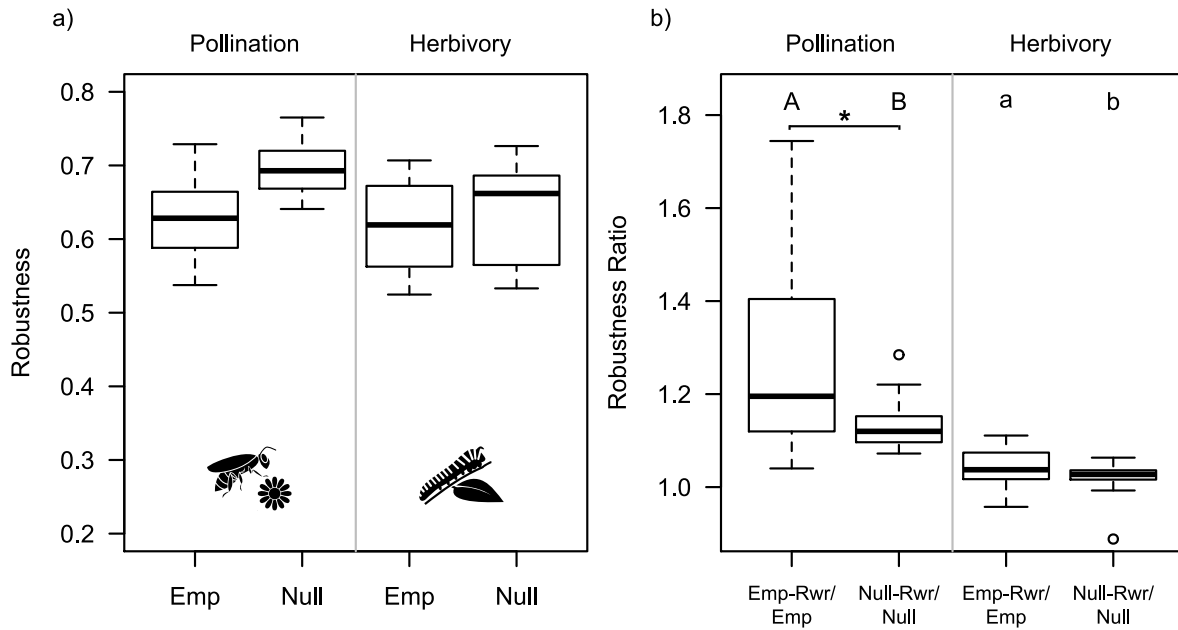 a)
Pollination
Herbivory
Robustness
0.8
0.7
0.6
0.5
0.4
0.3
0.2
Emp
Null
Emp
Null
b)
Pollination
Herbivory
Robustness Ratio
1.8
1.6
1.4
1.2
1.0
A
B
a
b
*
Emp-Rwr/
Emp
Null-Rwr/
Null
Emp-Rwr/
Emp
Null-Rwr/
Null